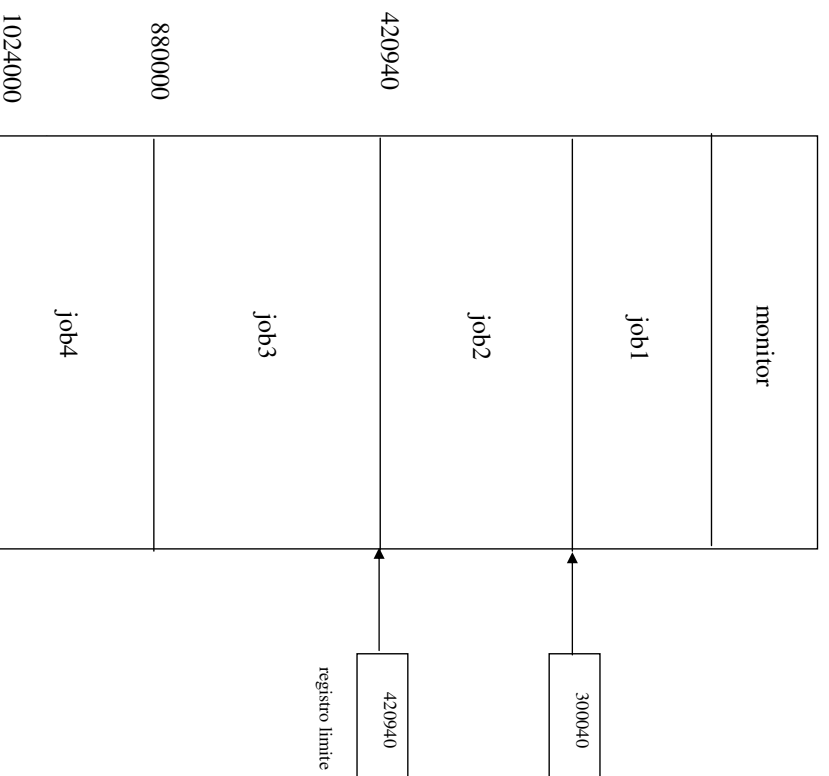 monitor
job1
300040
job2
420940
420940
registro limite
job3
880000
job4
1024000